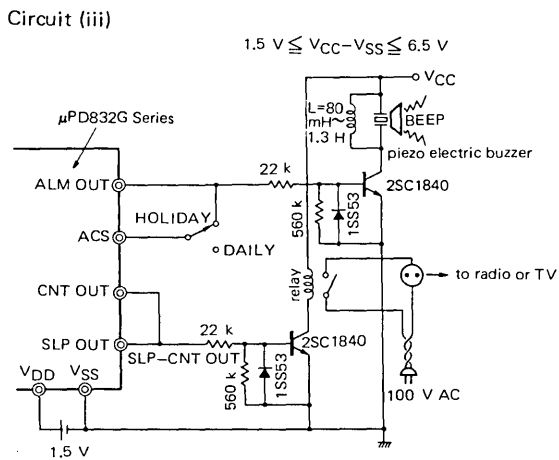 Circuit (iii)
1.5 V ≦ VCC−VSS ≦ 6.5 V
VCC
μPD832G Series
L=80
mH~
1.3 H
BEEP
piezo electric buzzer
ALM OUT
22 k
2SC1840
HOLIDAY
560 k
1SS53
ACS
DAILY
relay
to radio or TV
CNT OUT
22 k
2SC1840
SLP OUT
SLP−CNT OUT
560 k
1SS53
100 V AC
VDD
VSS
1.5 V